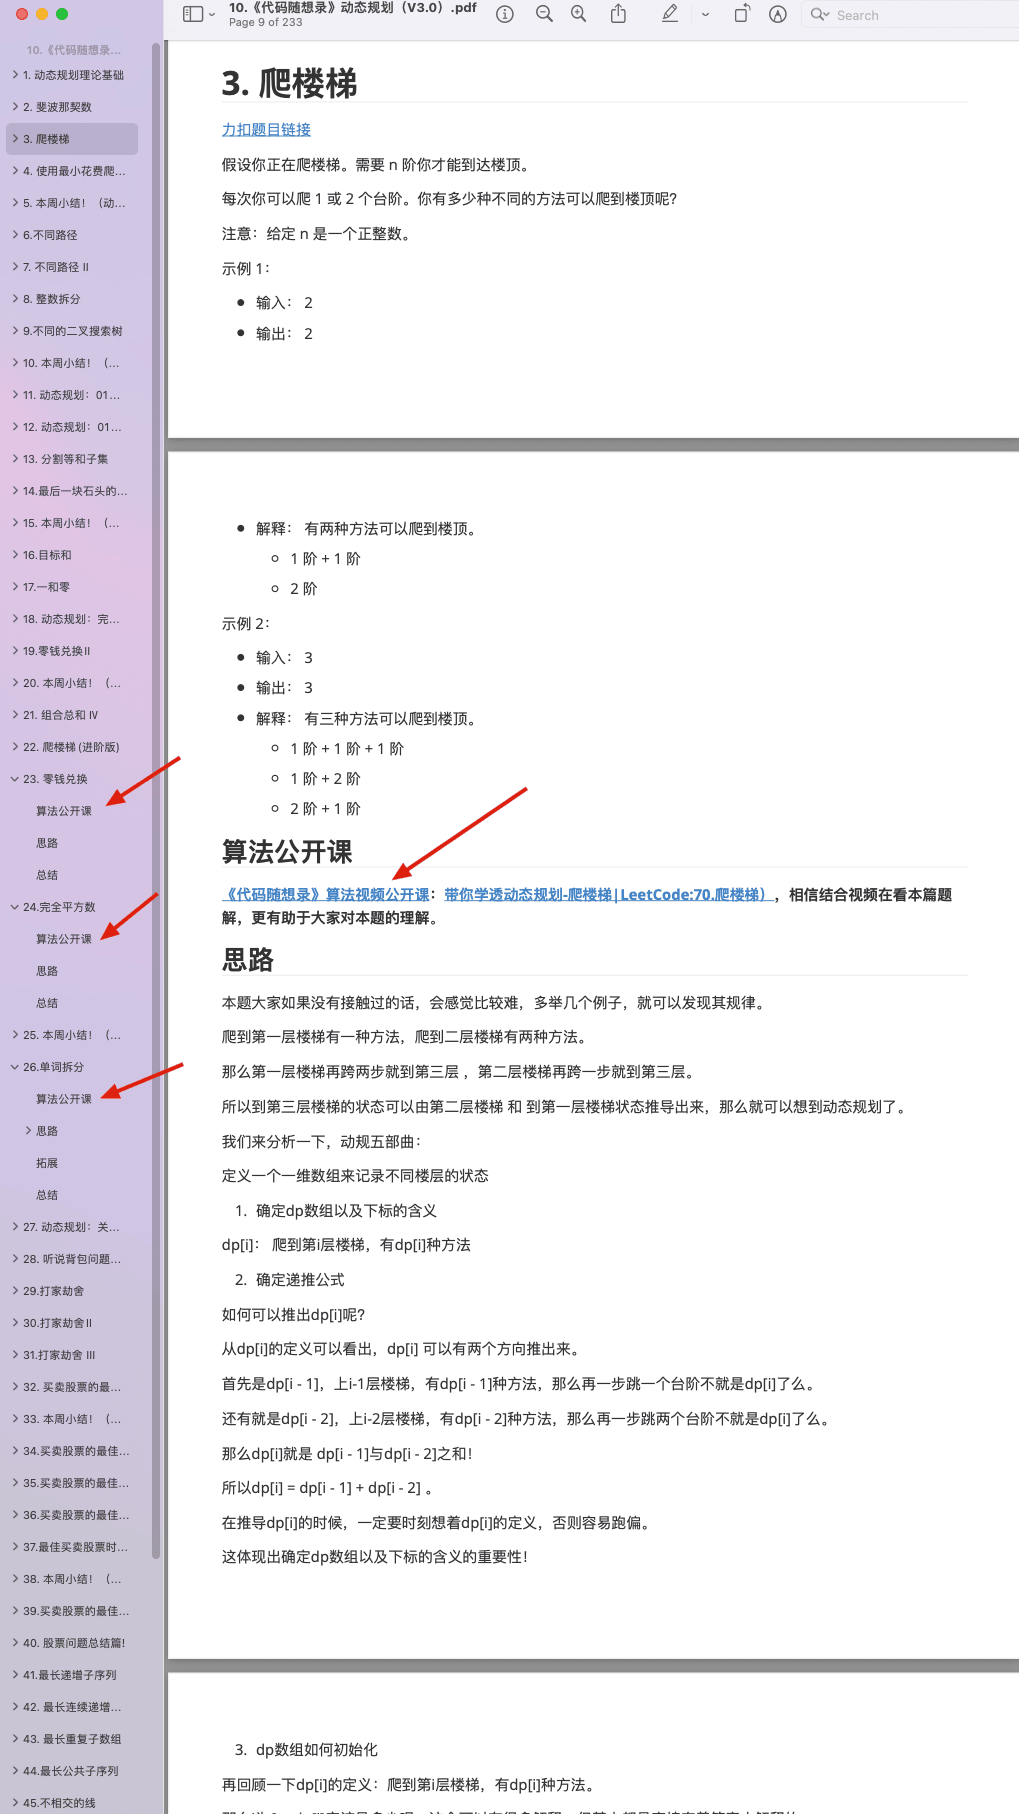 10.《代码随想录》动态规划（V3.0）.pdf
Page 9 of 233
Search
10.《代码随想录...
1. 动态规划理论基础
2. 斐波那契数
3. 爬楼梯
4. 使用最小花费爬...
5. 本周小结！（动...
6.不同路径
7. 不同路径 II
8. 整数拆分
9.不同的二叉搜索树
10. 本周小结！（...
11. 动态规划：01...
12. 动态规划：01...
13. 分割等和子集
14.最后一块石头的...
15. 本周小结！（...
16.目标和
17.一和零
18. 动态规划：完...
19.零钱兑换II
20. 本周小结！（...
21. 组合总和 IV
22. 爬楼梯(进阶版)
23. 零钱兑换
算法公开课
思路
总结
24.完全平方数
算法公开课
思路
总结
25. 本周小结！（...
26.单词拆分
算法公开课
思路
拓展
总结
27. 动态规划：关...
28. 听说背包问题...
29.打家劫舍
30.打家劫舍II
31.打家劫舍 III
32. 买卖股票的最...
33. 本周小结！（...
34.买卖股票的最佳...
35.买卖股票的最佳...
36.买卖股票的最佳...
37.最佳买卖股票时...
38. 本周小结！（...
39.买卖股票的最佳...
40. 股票问题总结篇!
41.最长递增子序列
42. 最长连续递增...
43. 最长重复子数组
44.最长公共子序列
45.不相交的线
3. 爬楼梯
力扣题目链接
假设你正在爬楼梯。需要 n 阶你才能到达楼顶。
每次你可以爬 1 或 2 个台阶。你有多少种不同的方法可以爬到楼顶呢？
注意：给定 n 是一个正整数。
示例 1：
输入： 2
输出： 2
解释： 有两种方法可以爬到楼顶。
1 阶 + 1 阶
2 阶
示例 2：
输入： 3
输出： 3
解释： 有三种方法可以爬到楼顶。
1 阶 + 1 阶 + 1 阶
1 阶 + 2 阶
2 阶 + 1 阶
算法公开课
《代码随想录》算法视频公开课：带你学透动态规划-爬楼梯|LeetCode:70.爬楼梯），相信结合视频在看本篇题
解，更有助于大家对本题的理解。
思路
本题大家如果没有接触过的话，会感觉比较难，多举几个例子，就可以发现其规律。
爬到第一层楼梯有一种方法，爬到二层楼梯有两种方法。
那么第一层楼梯再跨两步就到第三层 ，第二层楼梯再跨一步就到第三层。
所以到第三层楼梯的状态可以由第二层楼梯 和 到第一层楼梯状态推导出来，那么就可以想到动态规划了。
我们来分析一下，动规五部曲：
定义一个一维数组来记录不同楼层的状态
1. 确定dp数组以及下标的含义
dp[i]： 爬到第i层楼梯，有dp[i]种方法
2. 确定递推公式
如何可以推出dp[i]呢？
从dp[i]的定义可以看出，dp[i] 可以有两个方向推出来。
首先是dp[i - 1]，上i-1层楼梯，有dp[i - 1]种方法，那么再一步跳一个台阶不就是dp[i]了么。
还有就是dp[i - 2]，上i-2层楼梯，有dp[i - 2]种方法，那么再一步跳两个台阶不就是dp[i]了么。
那么dp[i]就是 dp[i - 1]与dp[i - 2]之和！
所以dp[i] = dp[i - 1] + dp[i - 2] 。
在推导dp[i]的时候，一定要时刻想着dp[i]的定义，否则容易跑偏。
这体现出确定dp数组以及下标的含义的重要性！
3. dp数组如何初始化
再回顾一下dp[i]的定义：爬到第i层楼梯，有dp[i]种方法。